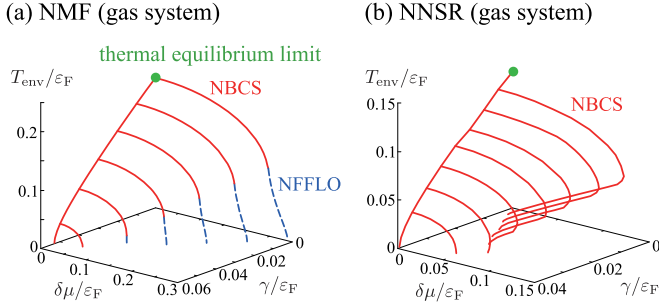 (a) NMF (gas system)
thermal equilibrium limit
T_env/ε_F
NBCS
NFFLO
0.2
0.1
0
0
0.1
0.2
0.3
δμ/ε_F
0.06
0.04
0.02
0
γ/ε_F
(b) NNSR (gas system)
T_env/ε_F
NBCS
0.15
0.1
0.05
0
0
0.05
0.1
0.15
δμ/ε_F
0.04
0.02
0
γ/ε_F